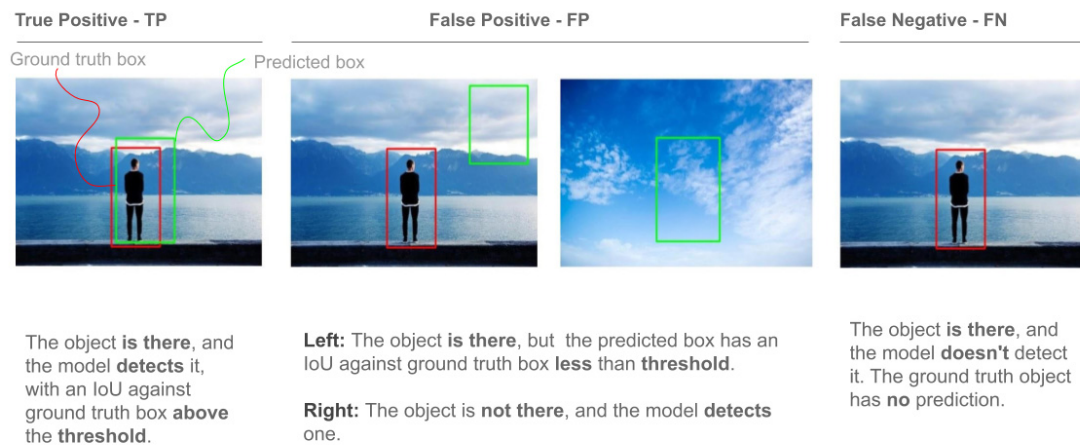 True Positive - TP
False Positive - FP
False Negative - FN
Ground truth box
Predicted box
The object is there, and
the model detects it,
with an IoU against
ground truth box above
the threshold.
Left: The object is there, but  the predicted box has an
IoU against ground truth box less than threshold.
Right: The object is not there, and the model detects
one.
The object is there, and
the model doesn't detect
it. The ground truth object
has no prediction.